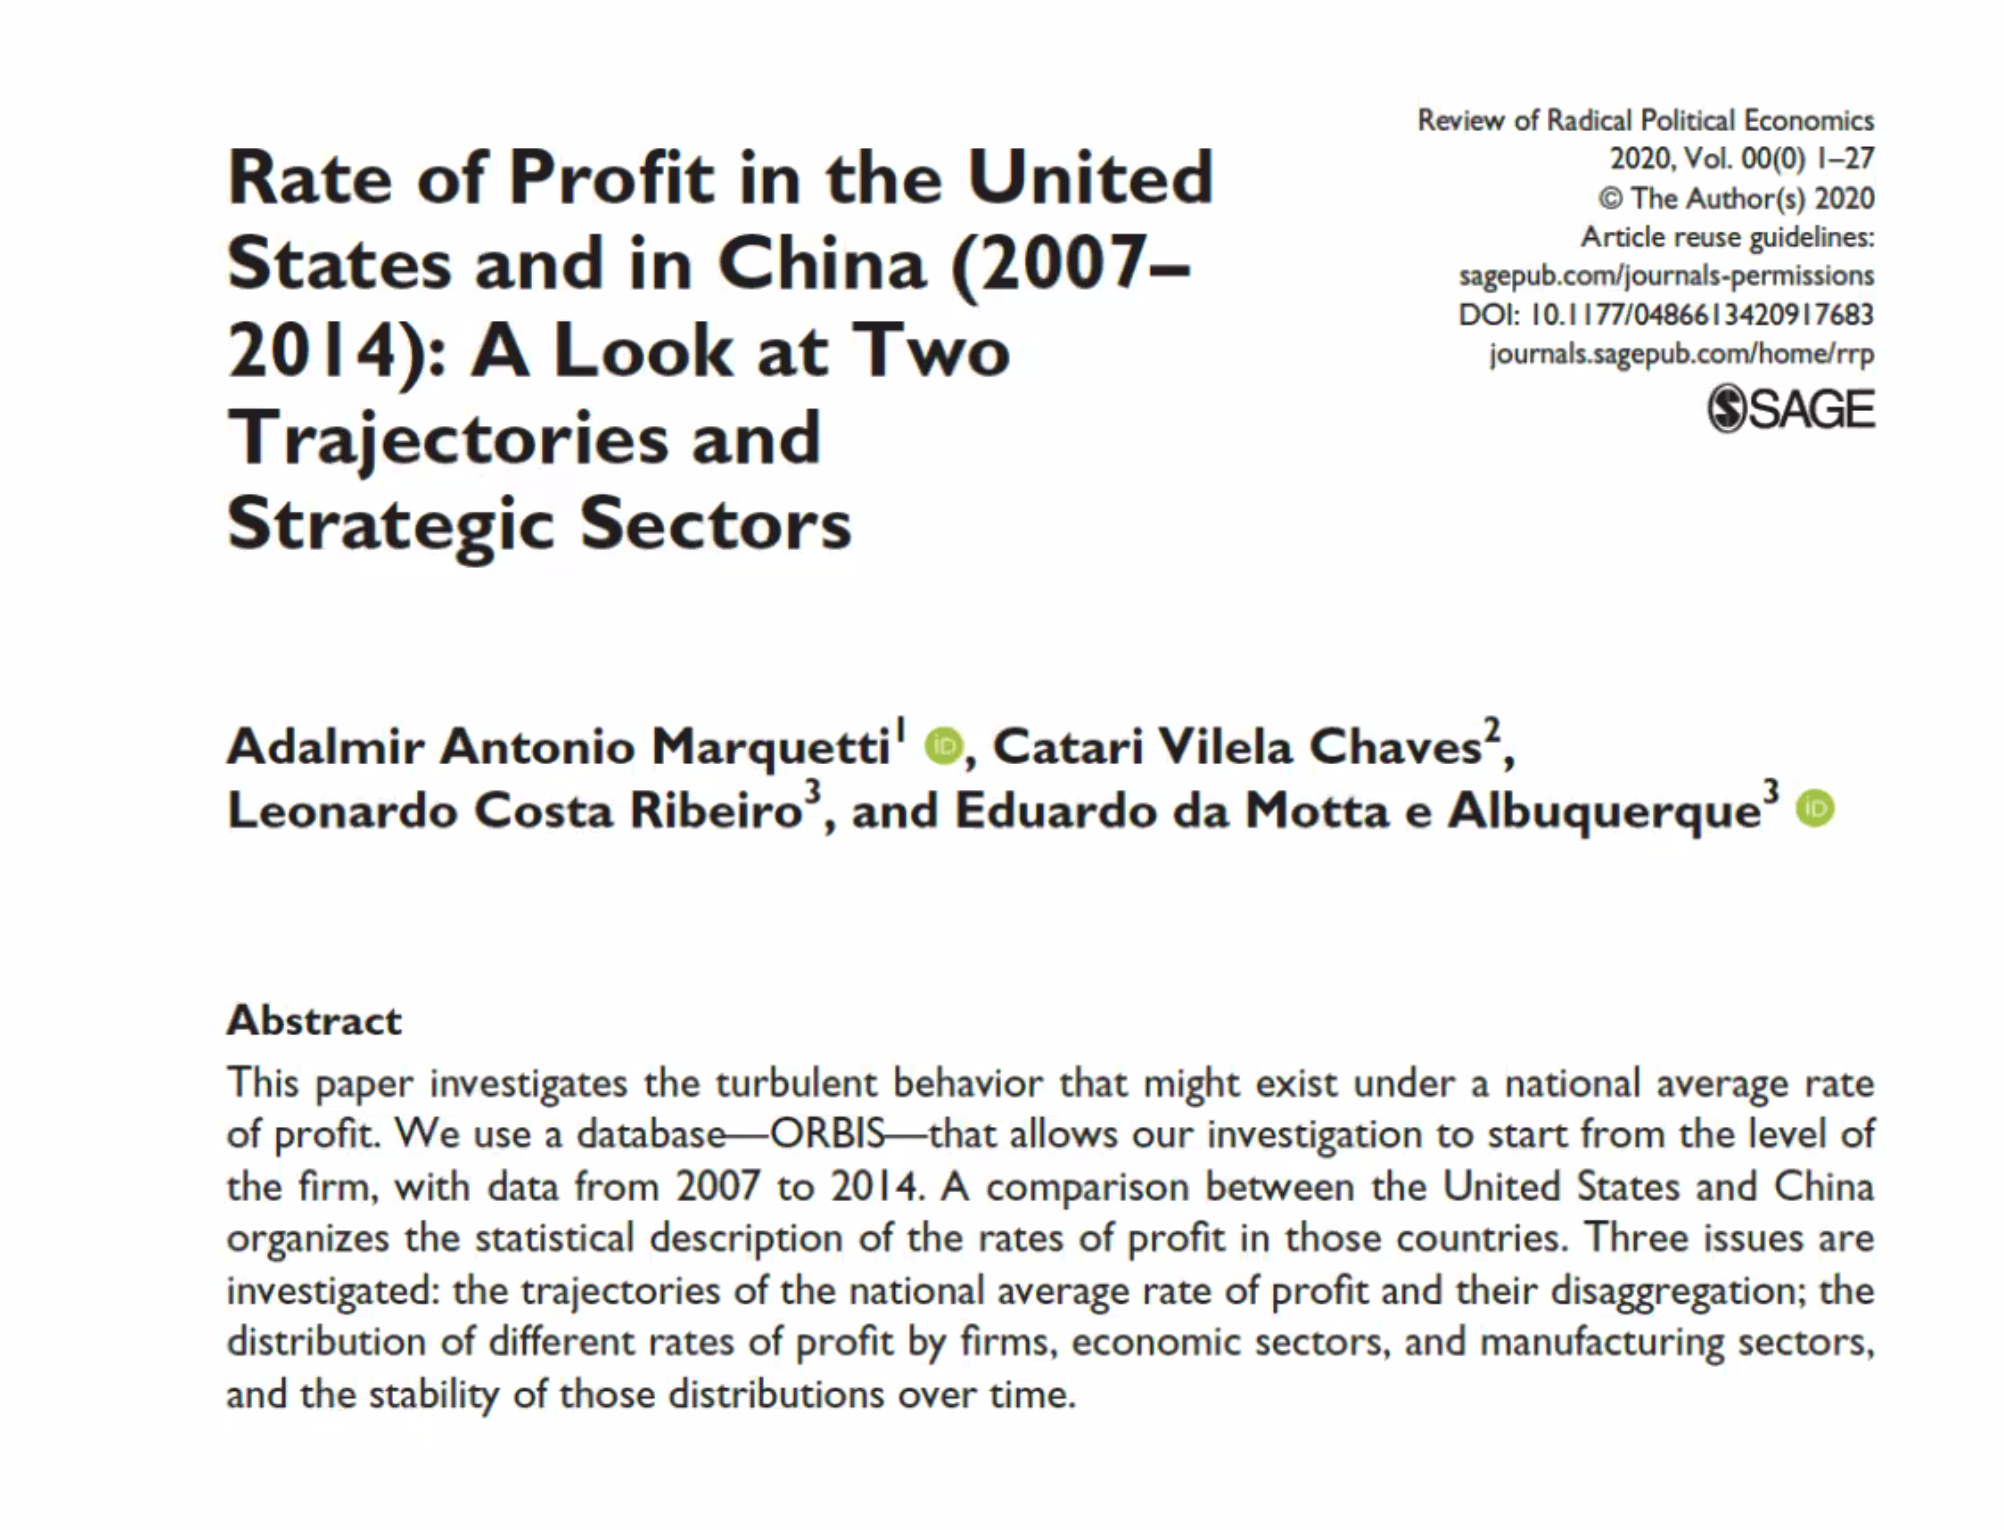 Review of Radical Political Economics
2020, Vol. 00(0) 1–27
© The Author(s) 2020
Article reuse guidelines:
sagepub.com/journals-permissions
DOI: 10.1177/0486613420917683
journals.sagepub.com/home/rrp
SAGE
Rate of Profit in the United
States and in China (2007–
2014): A Look at Two
Trajectories and
Strategic Sectors
Adalmir Antonio Marquetti1 iD, Catari Vilela Chaves2,
Leonardo Costa Ribeiro3, and Eduardo da Motta e Albuquerque3 iD
Abstract
This paper investigates the turbulent behavior that might exist under a national average rate
of profit. We use a database—ORBIS—that allows our investigation to start from the level of
the firm, with data from 2007 to 2014. A comparison between the United States and China
organizes the statistical description of the rates of profit in those countries. Three issues are
investigated: the trajectories of the national average rate of profit and their disaggregation; the
distribution of different rates of profit by firms, economic sectors, and manufacturing sectors,
and the stability of those distributions over time.